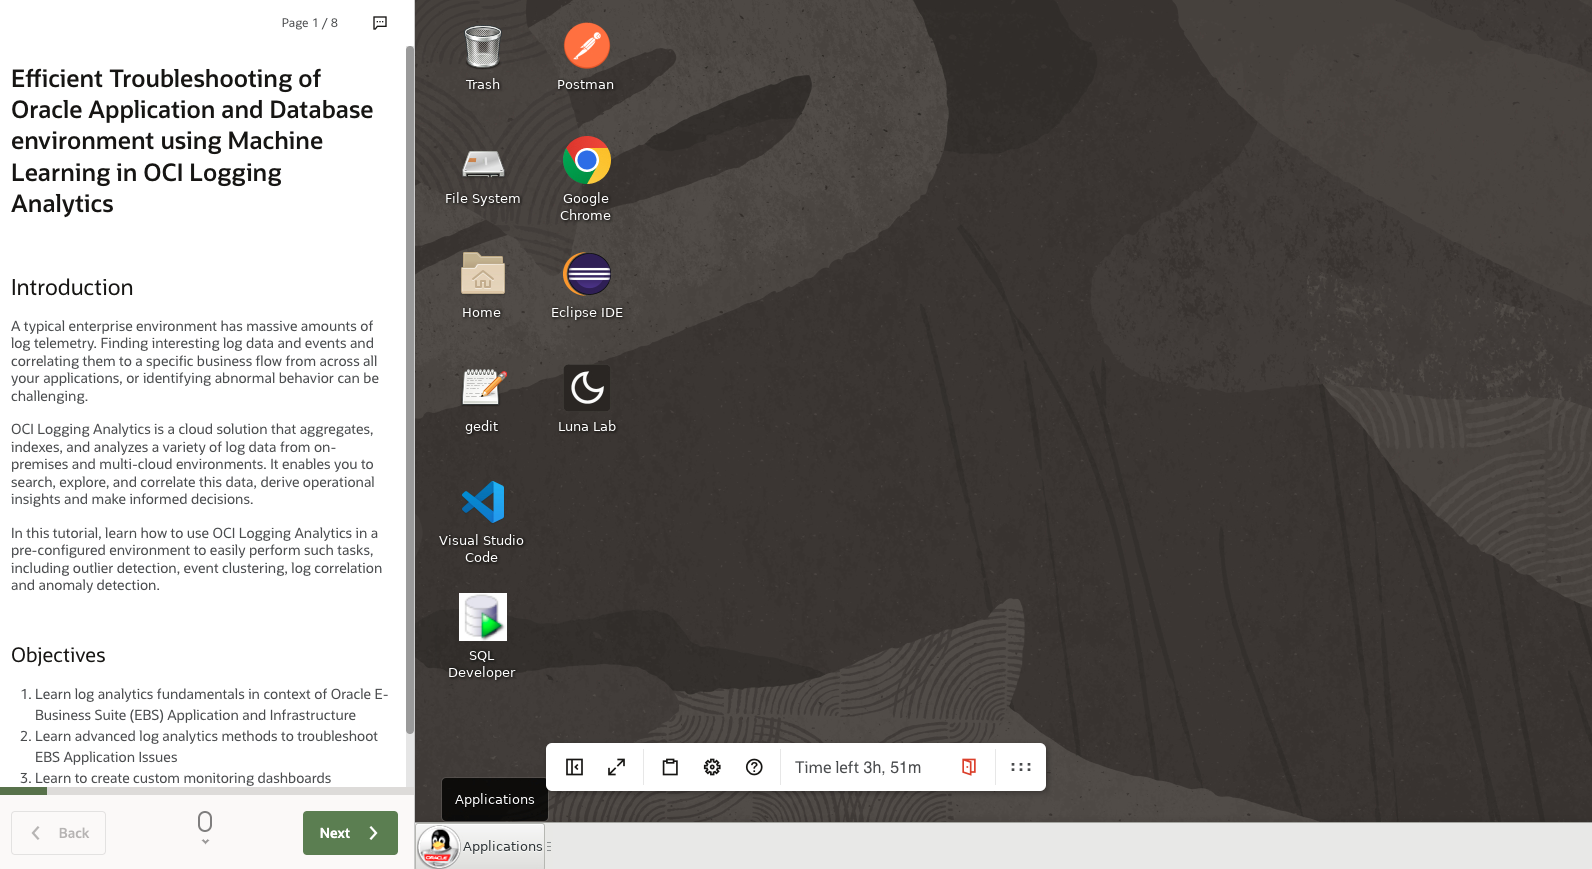 Page 1 / 8
Efficient Troubleshooting of
Oracle Application and Database
environment using Machine
Learning in OCI Logging
Analytics
Introduction
A typical enterprise environment has massive amounts of
log telemetry. Finding interesting log data and events and
correlating them to a specific business flow from across all
your applications, or identifying abnormal behavior can be
challenging.
OCI Logging Analytics is a cloud solution that aggregates,
indexes, and analyzes a variety of log data from on-
premises and multi-cloud environments. It enables you to
search, explore, and correlate this data, derive operational
insights and make informed decisions.
In this tutorial, learn how to use OCI Logging Analytics in a
pre-configured environment to easily perform such tasks,
including outlier detection, event clustering, log correlation
and anomaly detection.
Objectives
1. Learn log analytics fundamentals in context of Oracle E-
Business Suite (EBS) Application and Infrastructure
2. Learn advanced log analytics methods to troubleshoot
EBS Application Issues
3. Learn to create custom monitoring dashboards
Back
Next
Trash
Postman
File System
Google
Chrome
Home
Eclipse IDE
gedit
Luna Lab
Visual Studio
Code
SQL
Developer
Time left 3h, 51m
Applications
ORACLE
Applications